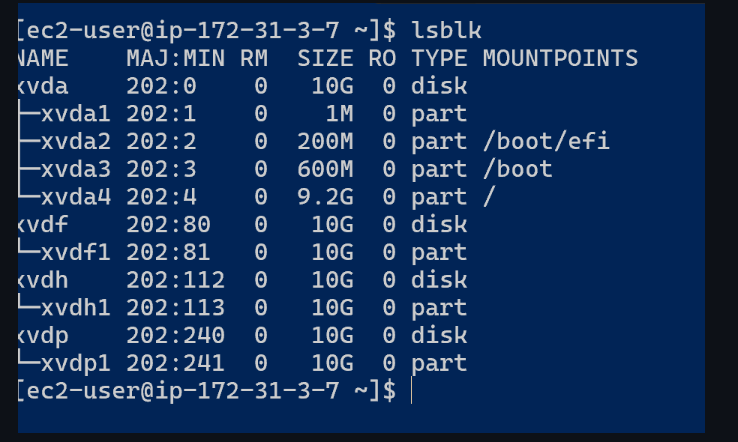 [ec2-user@ip-172-31-3-7 ~]$ lsblk
NAME    MAJ:MIN RM  SIZE RO TYPE MOUNTPOINTS
xvda    202:0    0   10G  0 disk
├─xvda1 202:1    0    1M  0 part
├─xvda2 202:2    0  200M  0 part /boot/efi
├─xvda3 202:3    0  600M  0 part /boot
└─xvda4 202:4    0  9.2G  0 part /
xvdf    202:80   0   10G  0 disk
└─xvdf1 202:81   0   10G  0 part
xvdh    202:112  0   10G  0 disk
└─xvdh1 202:113  0   10G  0 part
xvdp    202:240  0   10G  0 disk
└─xvdp1 202:241  0   10G  0 part
[ec2-user@ip-172-31-3-7 ~]$